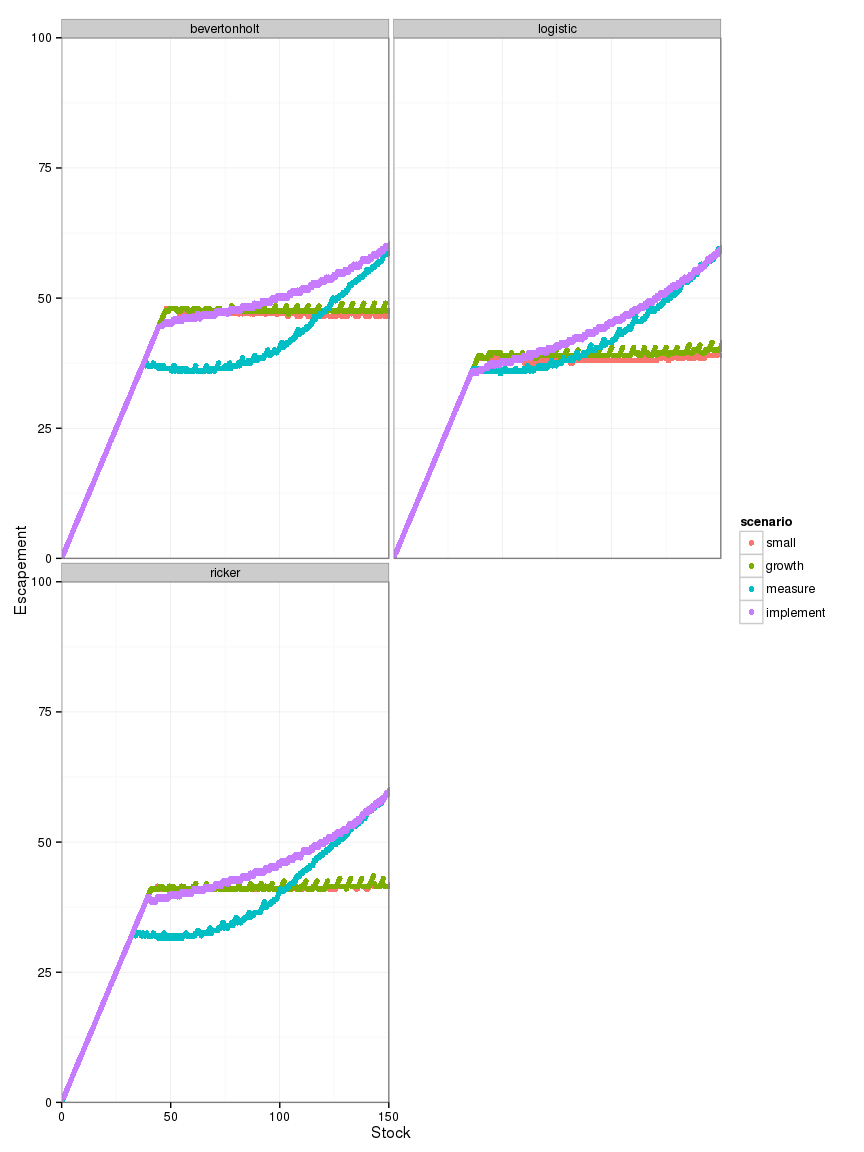 bevertonholt
logistic
100
75
50
25
0
ricker
100
75
50
25
0
0 50 100 150
Stock
Escapement
scenario
small
growth
measure
implement